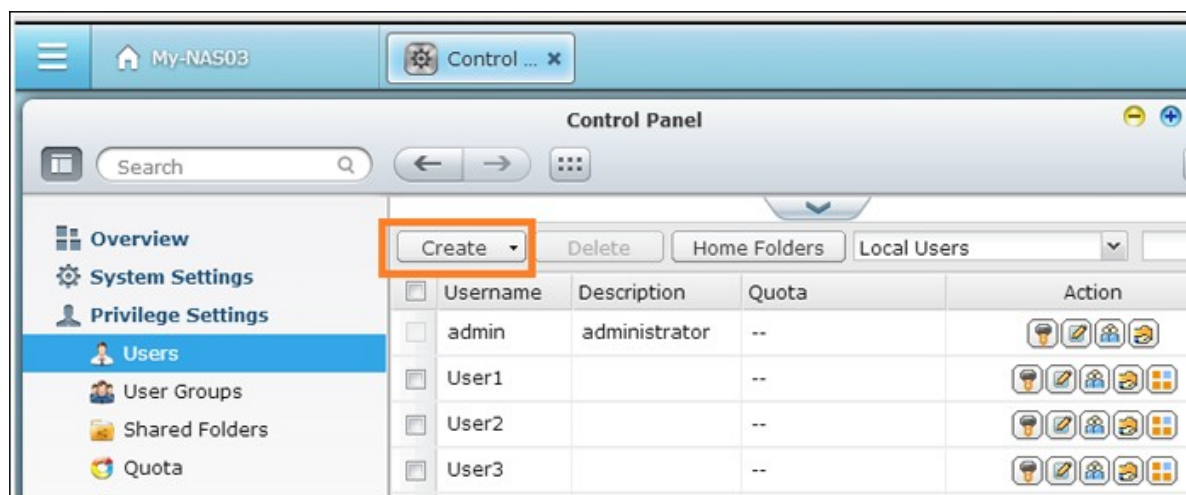 My-NAS03 Control ...
Control Panel
Search
Overview
System Settings
Privilege Settings
Users
User Groups
Shared Folders
Quota
Create Delete Home Folders Local Users
Username Description Quota Action
admin administrator --
User1 --
User2 --
User3 --